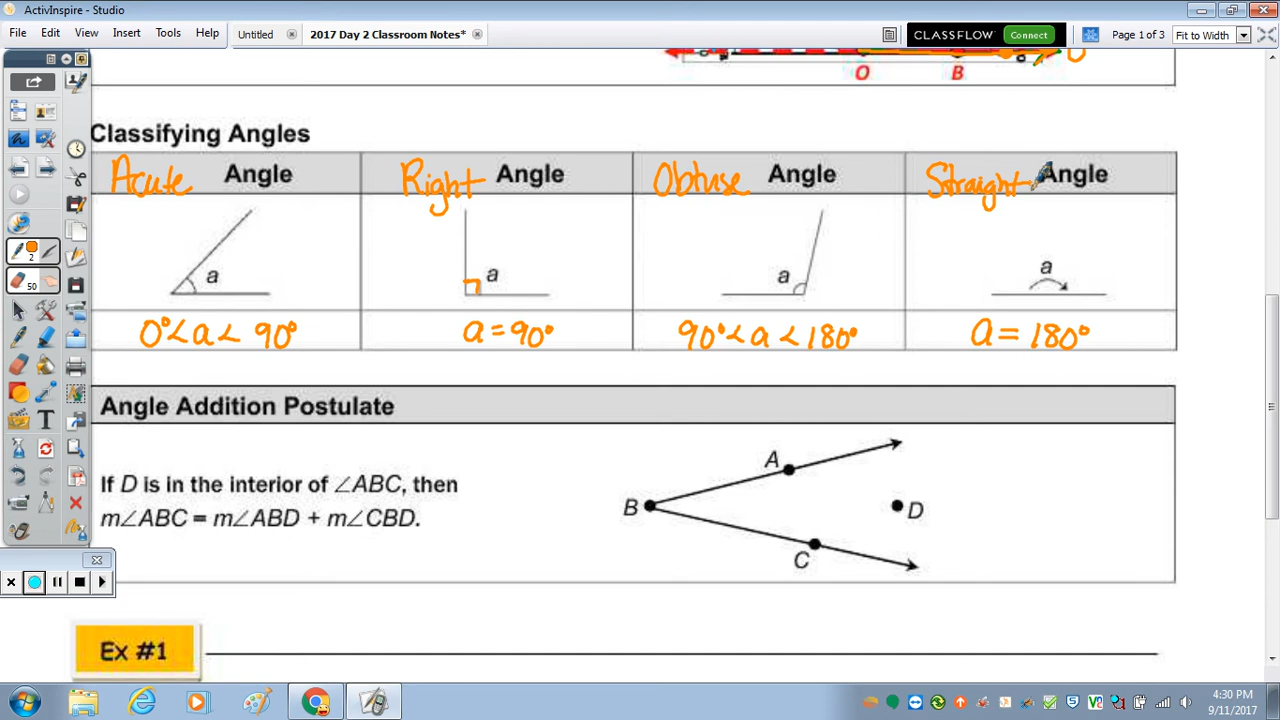 ActivInspire - Studio
File Edit View Insert Tools Help Untitled 2017 Day 2 Classroom Notes* CLASSFLOW Connect Page 1 of 3 Fit to Width
O B
Classifying Angles
Acute Angle Right Angle Obtuse Angle Straight Angle
a a a a
0° < a < 90° a = 90° 90° < a < 180° a = 180°
Angle Addition Postulate
If D is in the interior of ∠ABC, then
m∠ABC = m∠ABD + m∠CBD.
A
B D
C
Ex #1
2
50
4:30 PM
9/11/2017